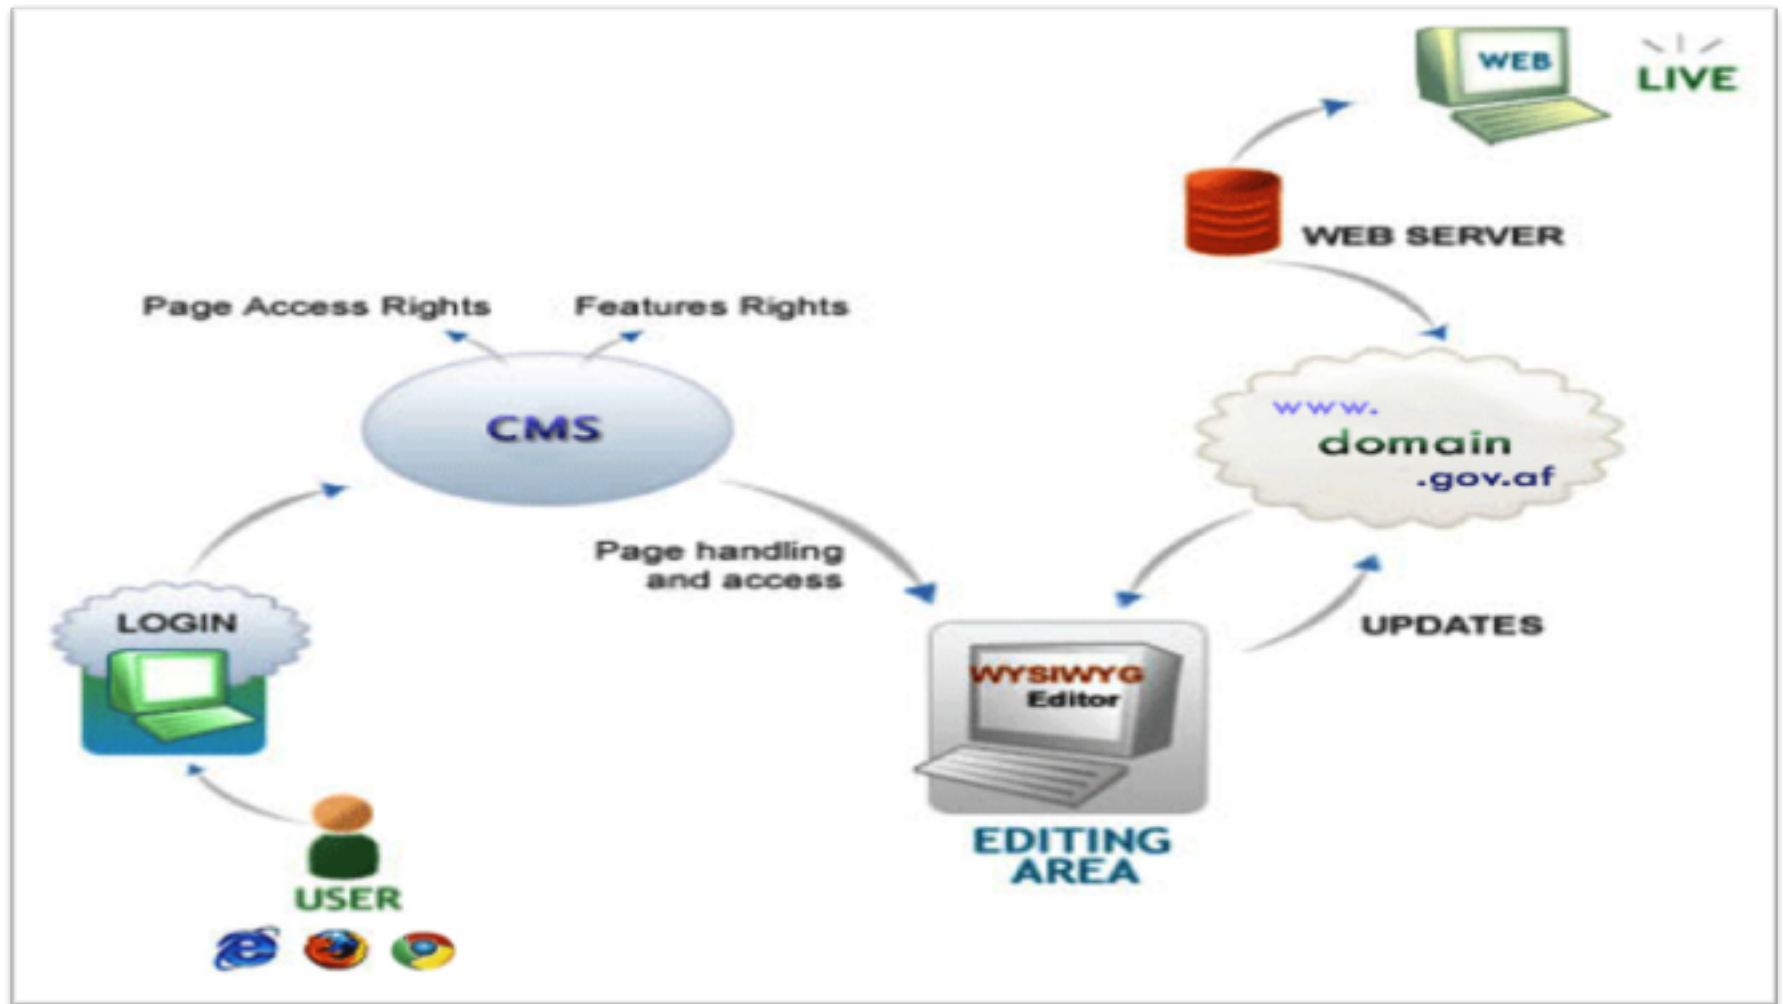 WEB
LIVE
WEB SERVER
Page Access Rights
Features Rights
CMS
www.
domain
.gov.af
Page handling
and access
LOGIN
UPDATES
WYSIWYG
Editor
EDITING
AREA
USER